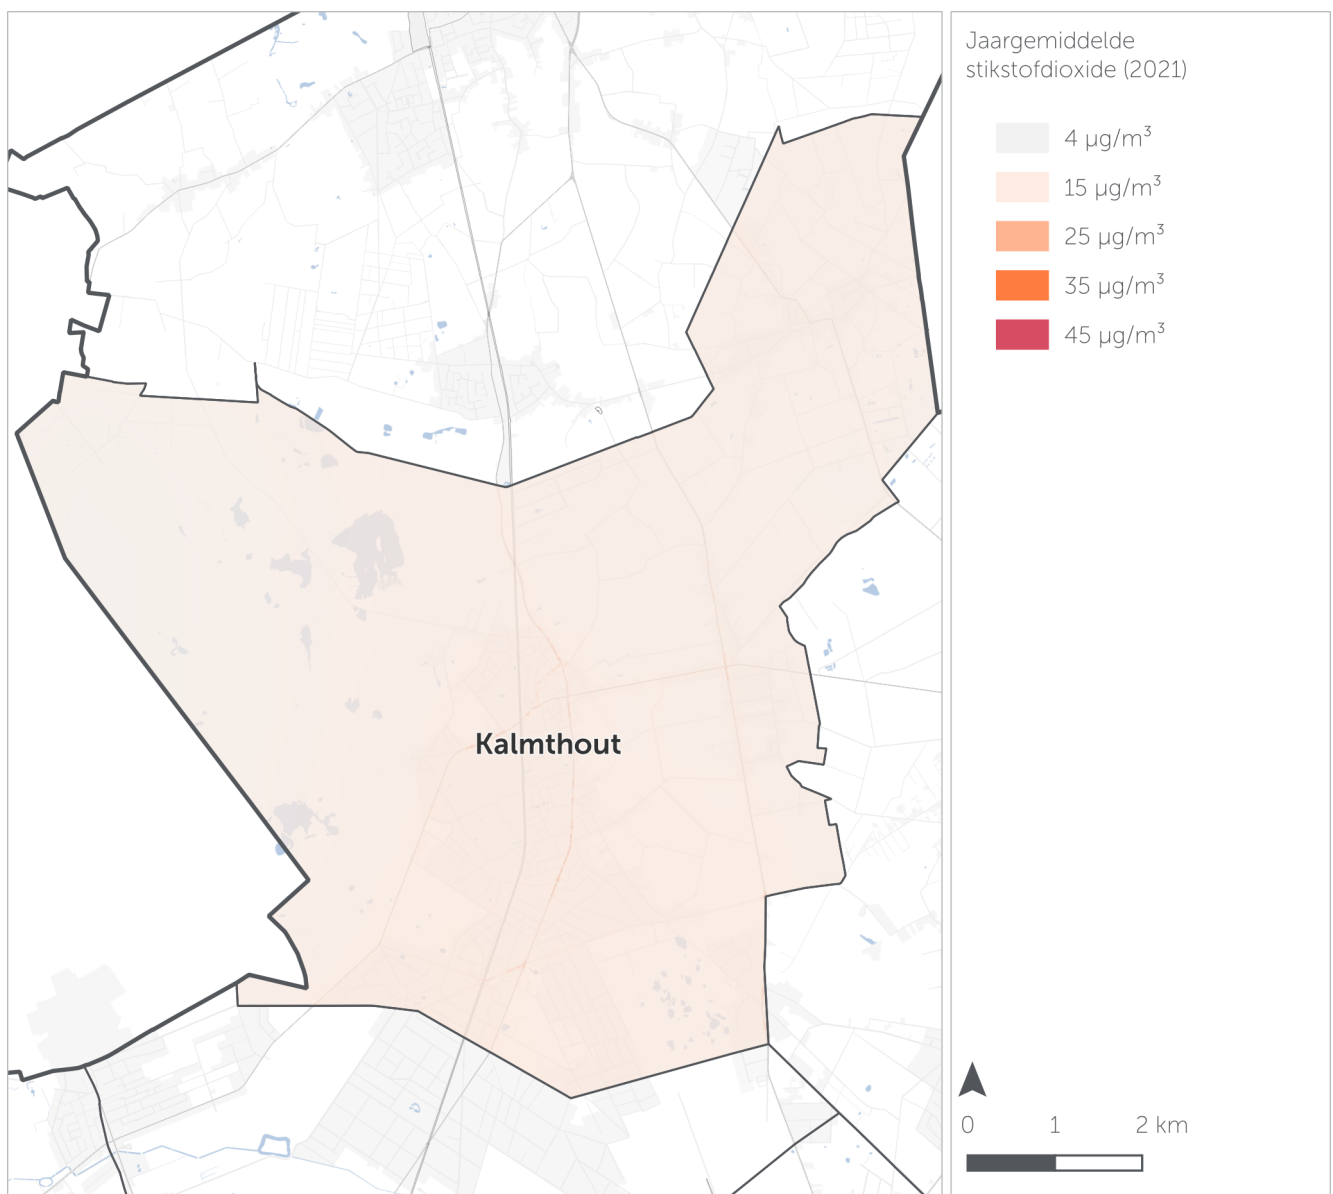 Jaargemiddelde
stikstofdioxide (2021)
4 µg/m³
15 µg/m³
25 µg/m³
35 µg/m³
45 µg/m³
Kalmthout
0 1 2 km